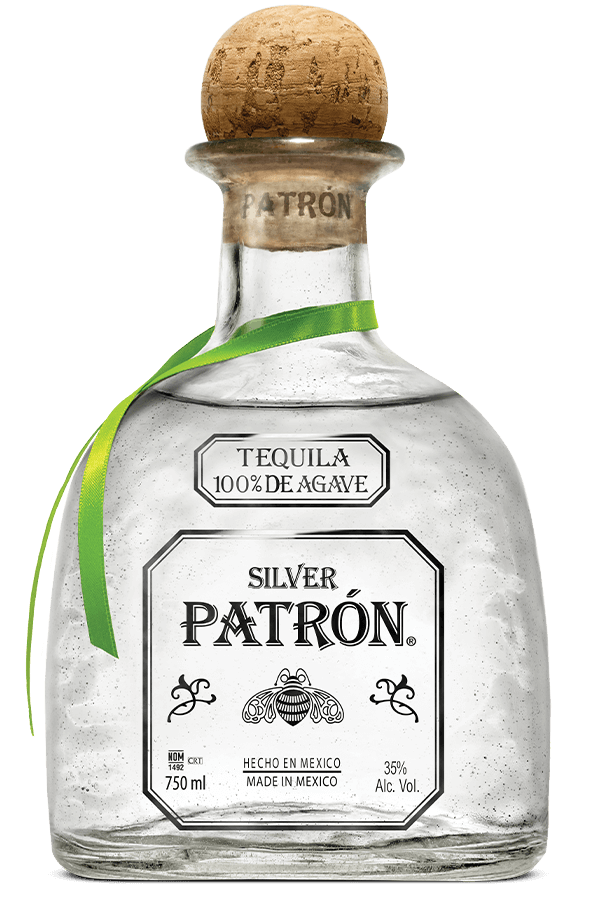 PATRÓN
TEQUILA
100% DE AGAVE
SILVER
PATRÓN®
NOM
1492 CRT
750 ml
HECHO EN MEXICO
MADE IN MEXICO
35%
Alc. Vol.